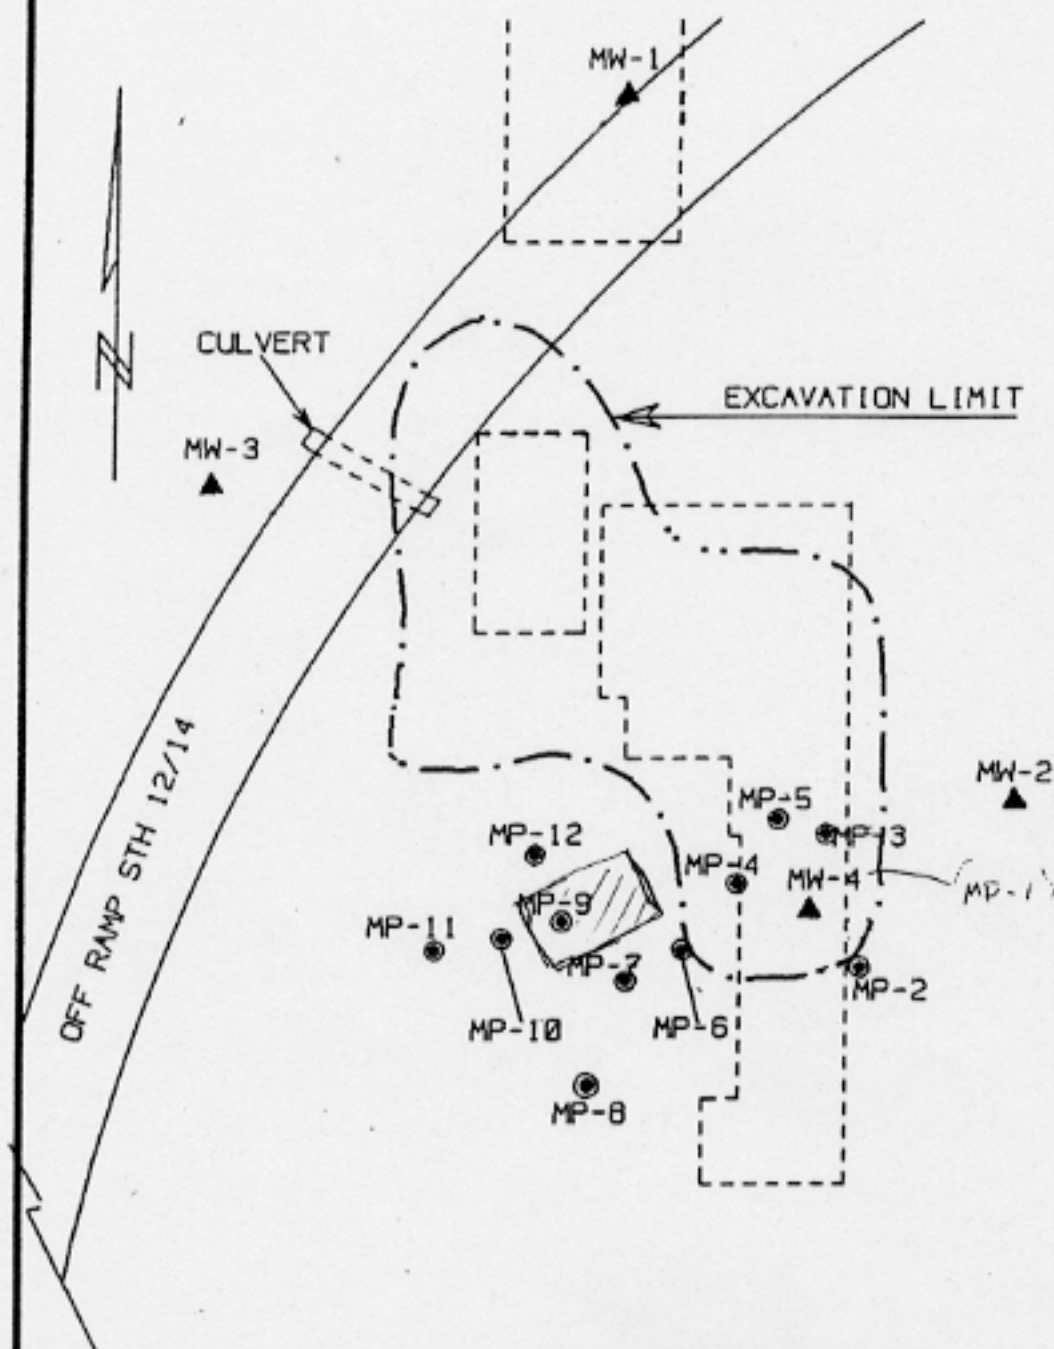 MW-1
N
CULVERT
EXCAVATION LIMIT
MW-3
OFF RAMP STH 12/14
MW-2
MP-5
MP-3
MP-12
MP-4
MW-4
(MP-1)
MP-9
MP-11
MP-7
MP-2
MP-10
MP-6
MP-8